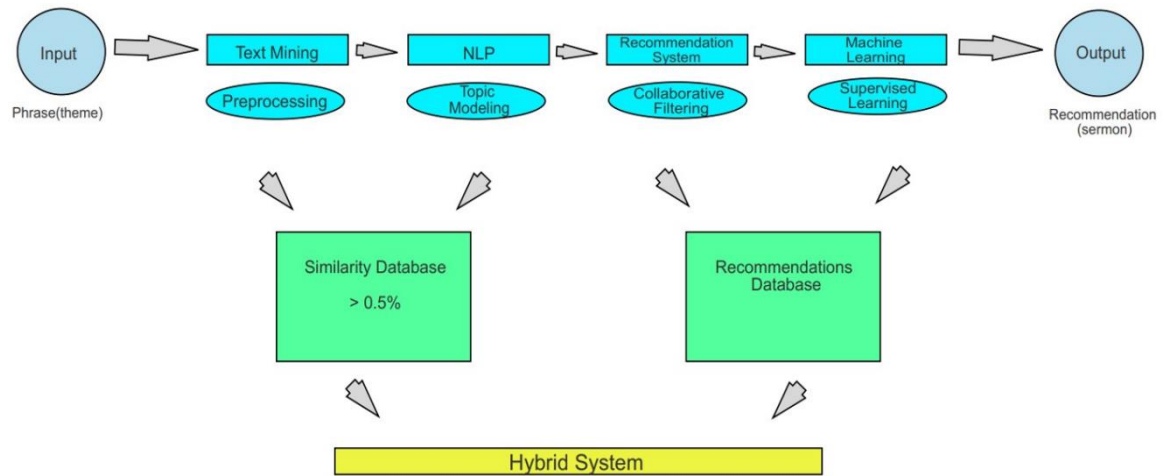 Input
Phrase(theme)
Text Mining
Preprocessing
NLP
Topic
Modeling
Recommendation
System
Collaborative
Filtering
Machine
Learning
Supervised
Learning
Output
Recommendation
(sermon)
Similarity Database
> 0.5%
Recommendations
Database
Hybrid System